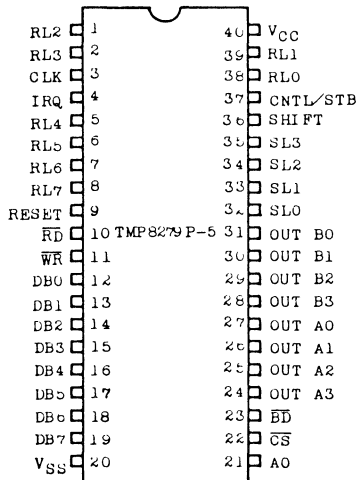 RL2 1 40 VCC
RL3 2 39 RL1
CLK 3 38 RL0
IRQ 4 37 CNTL/STB
RL4 5 36 SHIFT
RL5 6 35 SL3
RL6 7 34 SL2
RL7 8 33 SL1
RESET 9 32 SL0
R̅D̅ 10 TMP8279P-5 31 OUT B0
W̅R̅ 11 30 OUT B1
DB0 12 29 OUT B2
DB1 13 28 OUT B3
DB2 14 27 OUT A0
DB3 15 26 OUT A1
DB4 16 25 OUT A2
DB5 17 24 OUT A3
DB6 18 23 B̅D̅
DB7 19 22 C̅S̅
VSS 20 21 A0